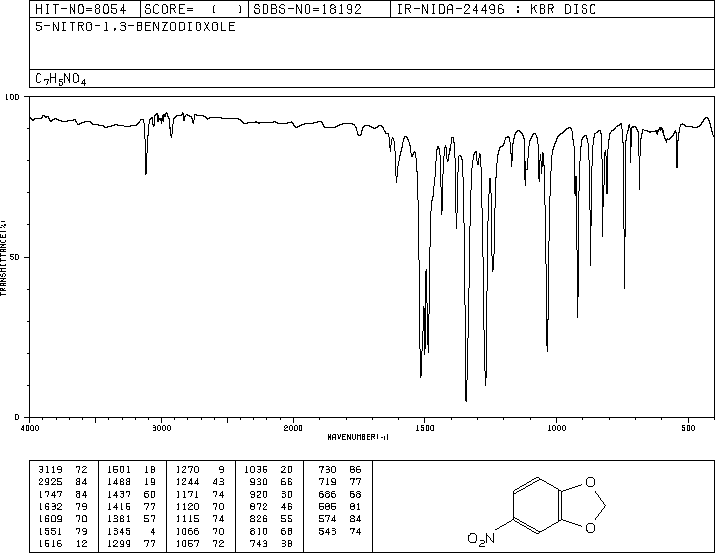 HIT-NO=8054 SCORE= ( ) SDBS-NO=18192 IR-NIDA-24496 : KBR DISC
5-NITRO-1,3-BENZODIOXOLE
C7H5NO4
100
50
0
TRANSMITTANCE(%)
4000 3000 2000 1500 1000 500
WAVENUMBER(-1)
3119 72 1501 18 1270 9 1036 20 730 86
2925 84 1488 19 1244 43 930 66 719 77
1747 84 1437 60 1171 74 920 30 686 68
1632 79 1416 77 1120 70 872 46 585 81
1609 70 1381 57 1115 74 826 55 574 84
1551 79 1345 4 1066 70 810 68 543 74
1516 12 1299 77 1057 72 743 38
O
O
O2N